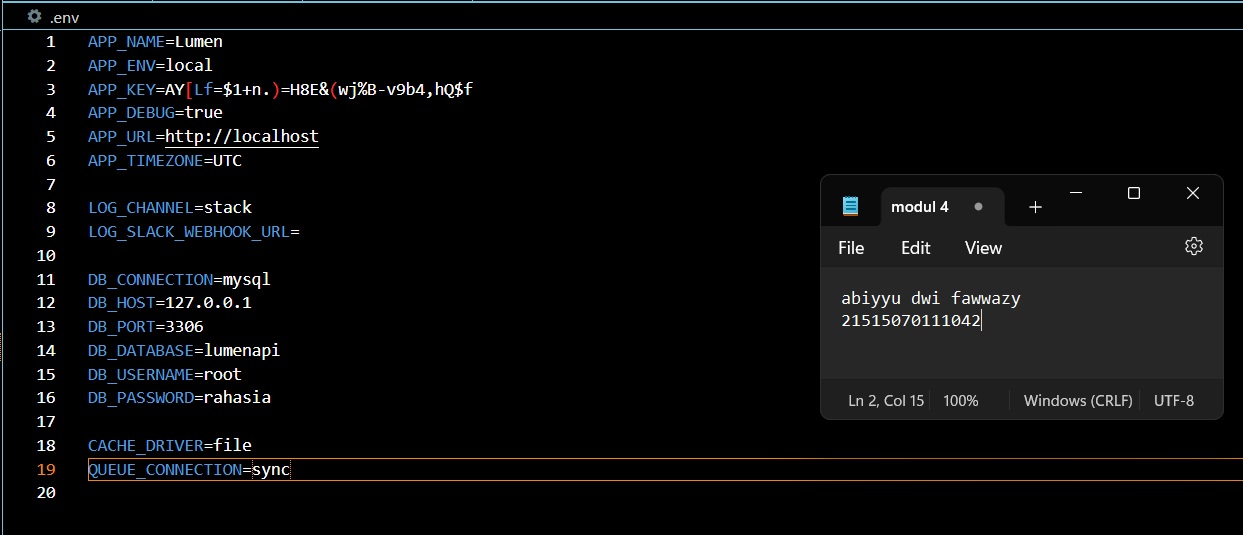 .env
1 APP_NAME=Lumen
2 APP_ENV=local
3 APP_KEY=AY[Lf=$1+n.)=H8E&(wj%B-v9b4,hQ$f
4 APP_DEBUG=true
5 APP_URL=http://localhost
6 APP_TIMEZONE=UTC
7
8 LOG_CHANNEL=stack
9 LOG_SLACK_WEBHOOK_URL=
10
11 DB_CONNECTION=mysql
12 DB_HOST=127.0.0.1
13 DB_PORT=3306
14 DB_DATABASE=lumenapi
15 DB_USERNAME=root
16 DB_PASSWORD=rahasia
17
18 CACHE_DRIVER=file
19 QUEUE_CONNECTION=sync
20
modul 4
File Edit View
abiyyu dwi fawwazy
21515070111042
Ln 2, Col 15 100% Windows (CRLF) UTF-8